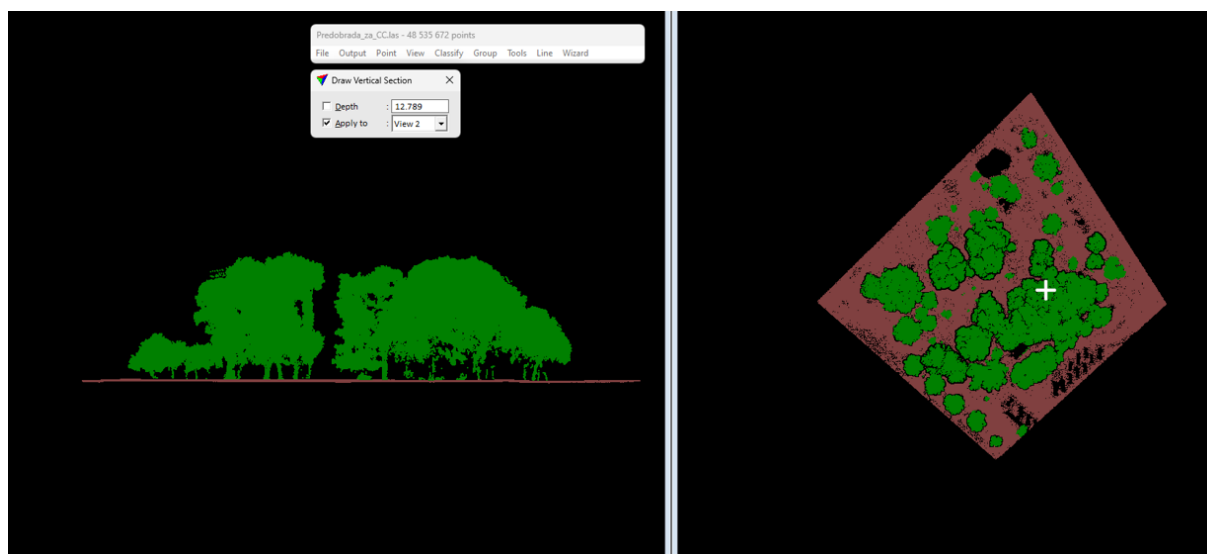 Predobrada_za_CC.las - 48 535 672 points
File Output Point View Classify Group Tools Line Wizard
Draw Vertical Section
Depth : 12.789
Apply to : View 2